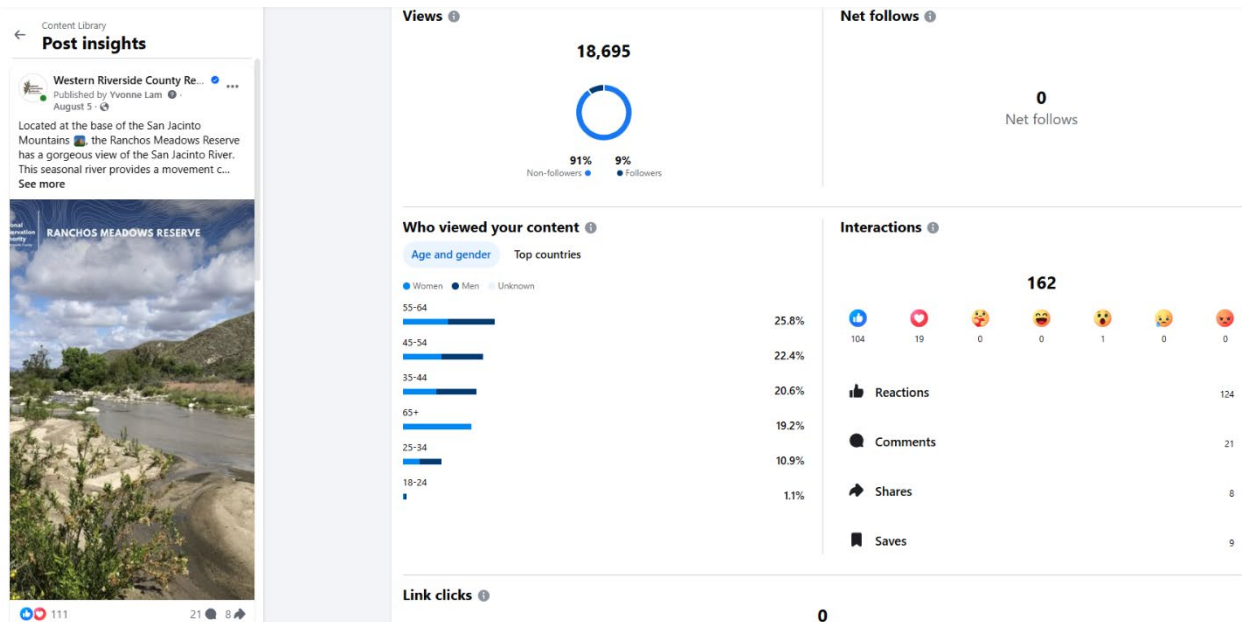 Content Library
Post insights
Western Riverside County Re...
Published by Yvonne Lam ·
August 5 ·
Located at the base of the San Jacinto
Mountains 🏞️, the Ranchos Meadows Reserve
has a gorgeous view of the San Jacinto River.
This seasonal river provides a movement c...
See more
RANCHOS MEADOWS RESERVE
111
21
8
Views
18,695
91%
Non-followers
9%
Followers
Net follows
0
Net follows
Who viewed your content
Age and gender
Top countries
Women
Men
Unknown
55-64
25.8%
45-54
22.4%
35-44
20.6%
65+
19.2%
25-34
10.9%
18-24
1.1%
Interactions
162
104
19
0
0
1
0
0
Reactions
124
Comments
21
Shares
8
Saves
9
Link clicks
0